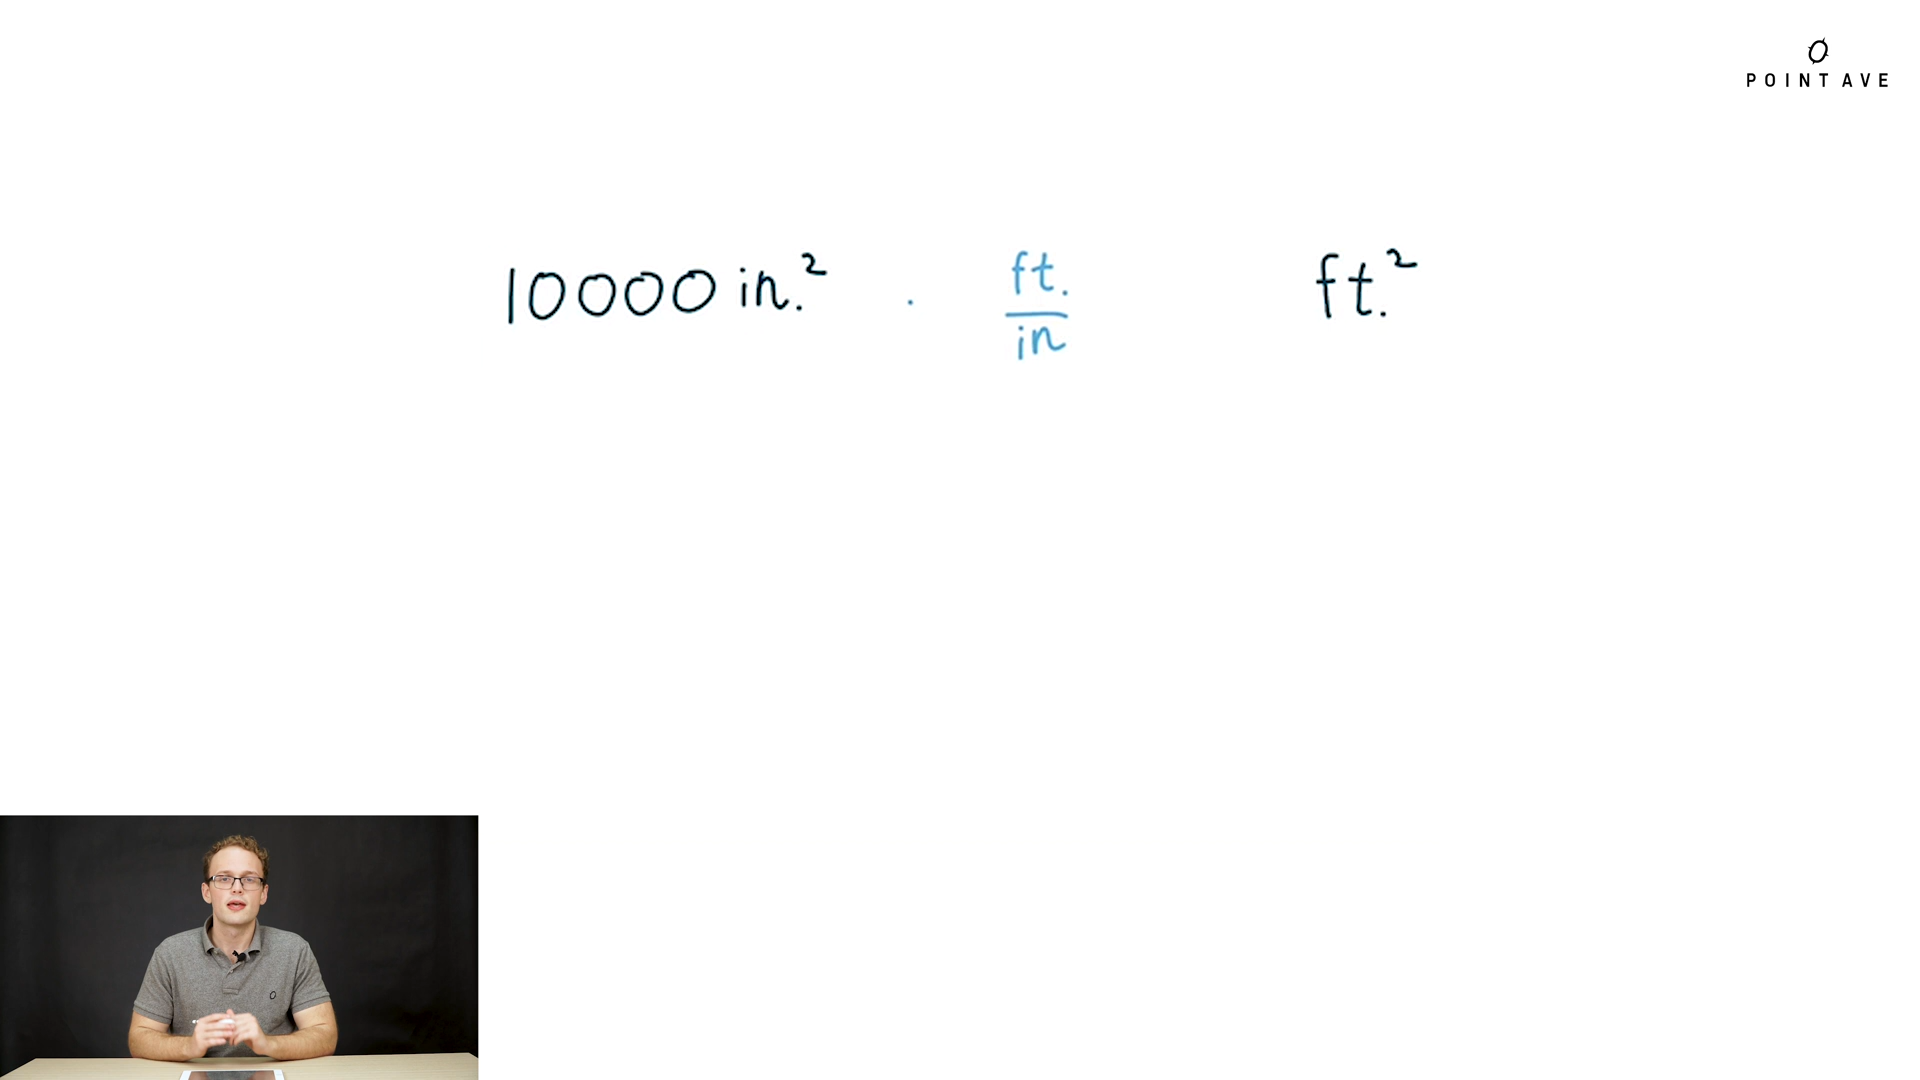 POINT AVE
10000 in.² · ft./in ft.²